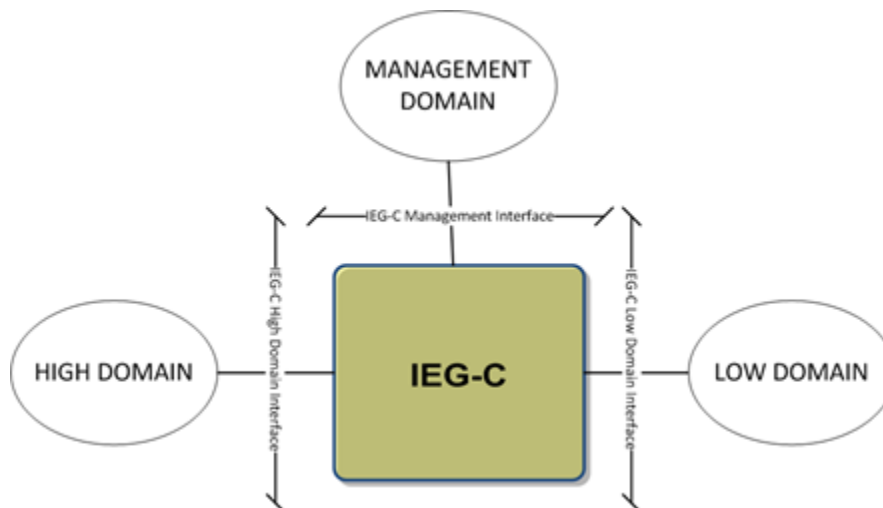 MANAGEMENT
DOMAIN
IEG-C Management Interface
IEG-C High Domain Interface
IEG-C Low Domain Interface
HIGH DOMAIN
IEG-C
LOW DOMAIN